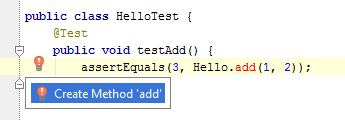 public class HelloTest {
@Test
public void testAdd() {
assertEquals(3, Hello.add(1, 2));
Create Method 'add'